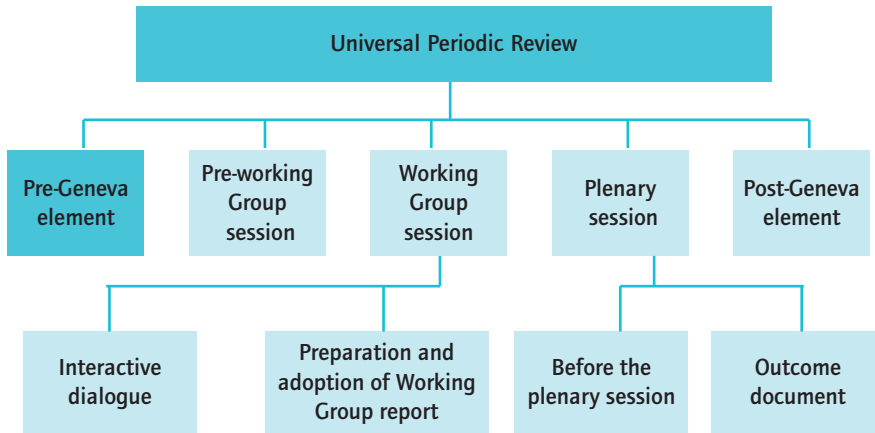 Universal Periodic Review
Pre-Geneva
element
Pre-working
Group
session
Working
Group
session
Plenary
session
Post-Geneva
element
Interactive
dialogue
Preparation and
adoption of Working
Group report
Before the
plenary session
Outcome
document